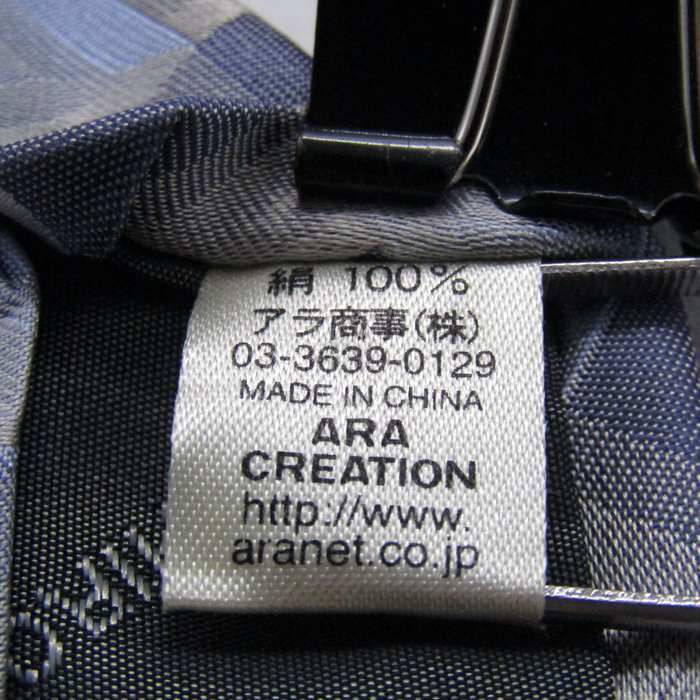 絹 100%
アラ商事(株)
03-3639-0129
MADE IN CHINA
ARA
CREATION
http://www.
aranet.co.jp